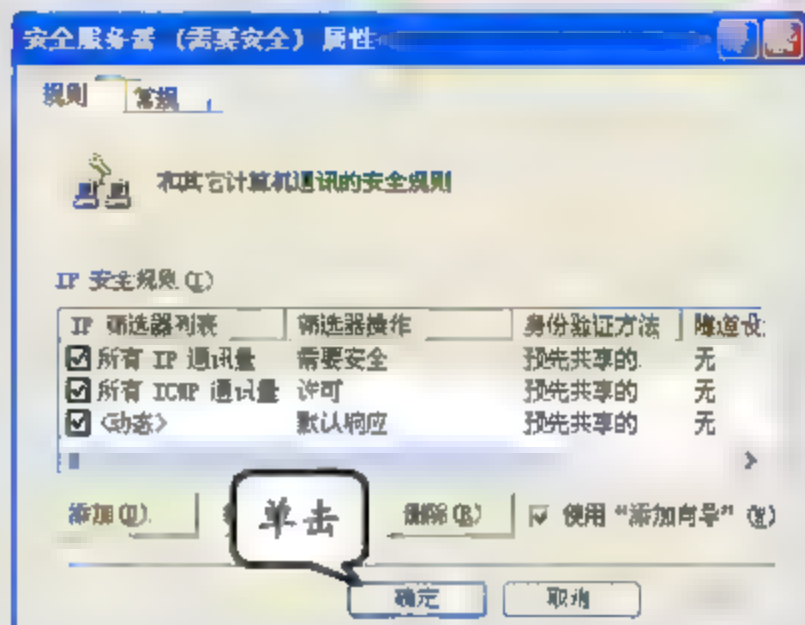 安全服务器（需要安全）属性
规则 常规
和其它计算机通讯的安全规则
IP 安全规则(I)
IP 筛选器列表 筛选器操作 身份验证方法 隧道设
所有 IP 通讯量 需要安全 预先共享的 无
所有 ICMP 通讯量 许可 预先共享的 无
<动态> 默认响应 预先共享的 无
添加(D) 单击 删除(R) 使用“添加向导”(W)
确定 取消